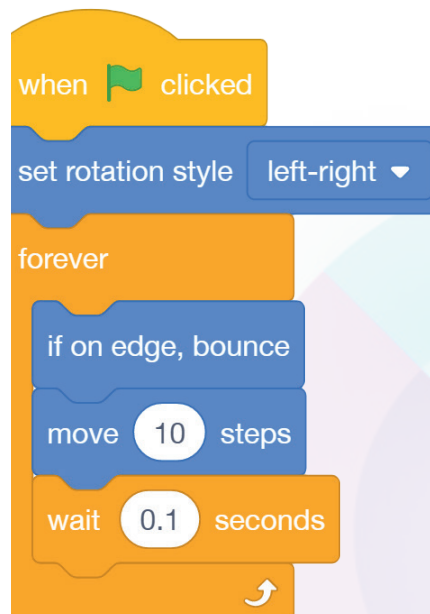 when clicked
set rotation style left-right
forever
if on edge, bounce
move 10 steps
wait 0.1 seconds